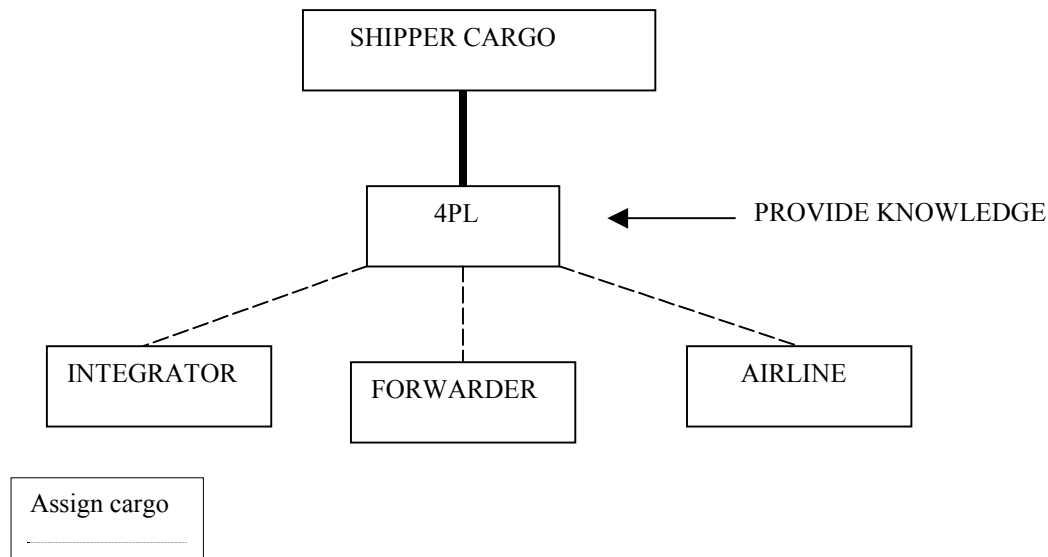 SHIPPER CARGO
4PL
PROVIDE KNOWLEDGE
INTEGRATOR
FORWARDER
AIRLINE
Assign cargo